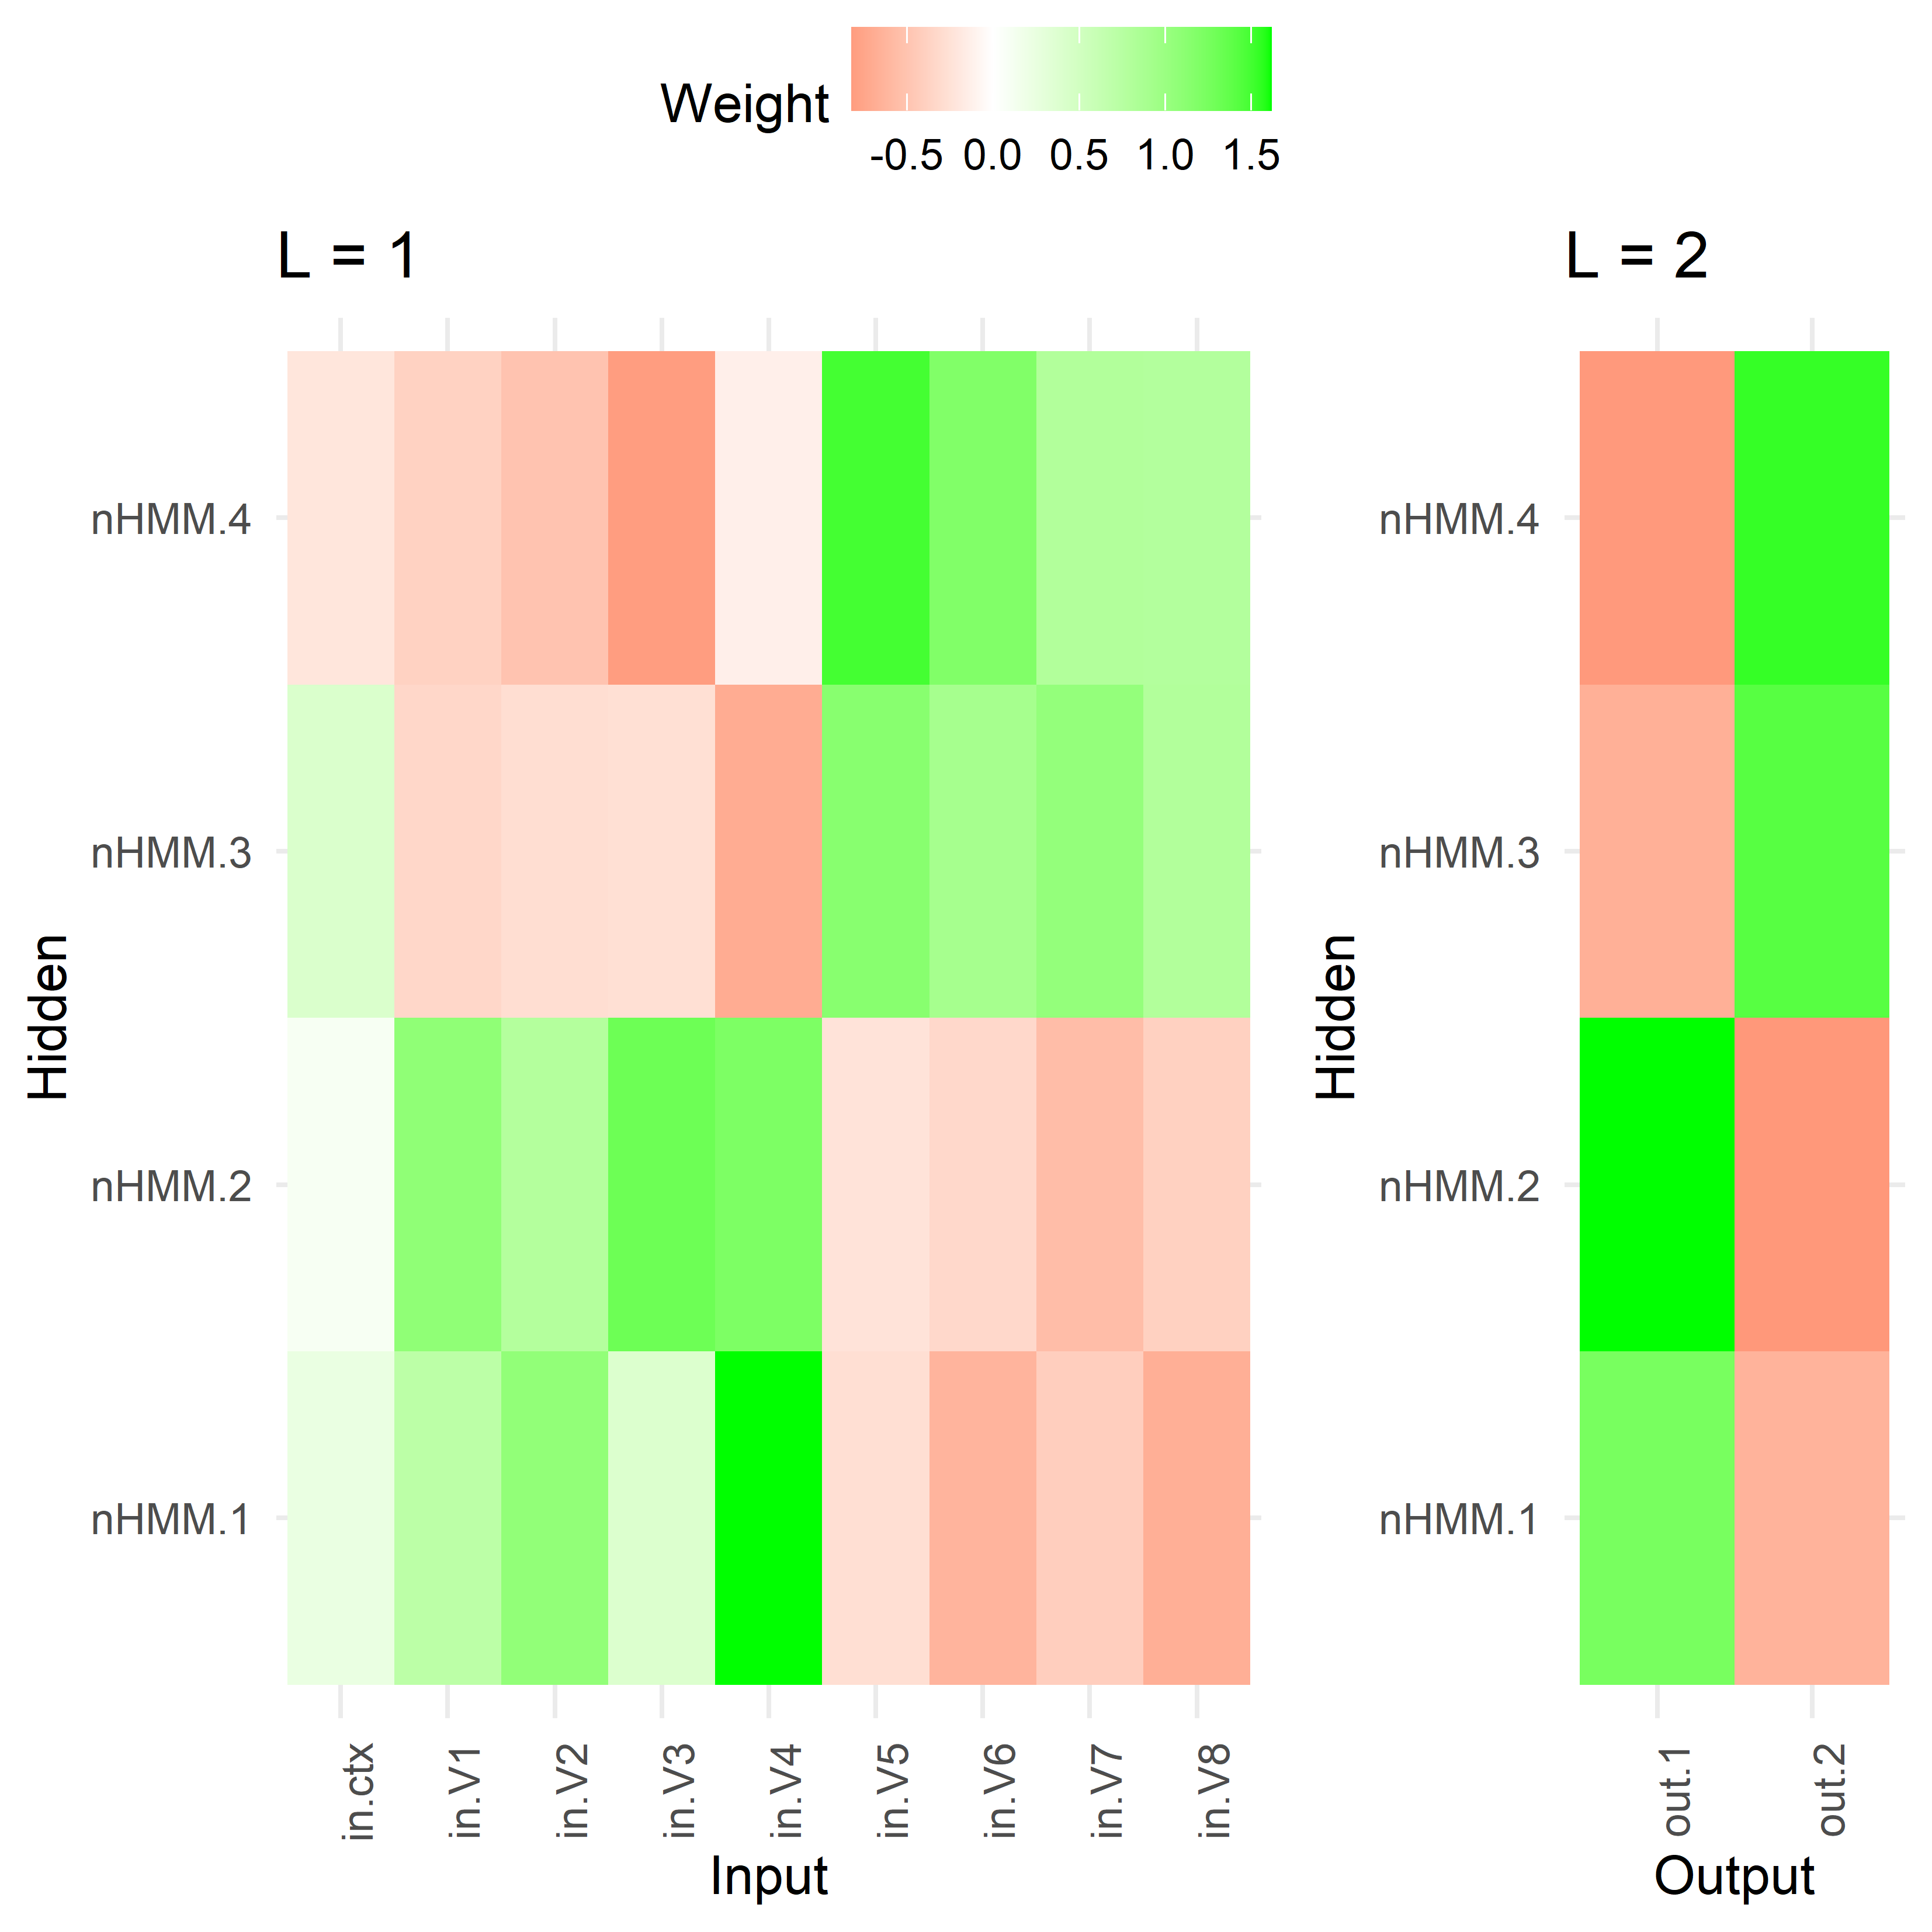 Weight
-0.5 0.0 0.5 1.0 1.5
L = 1
L = 2
Hidden
nHMM.4
nHMM.3
nHMM.2
nHMM.1
in.ctx in.V1 in.V2 in.V3 in.V4 in.V5 in.V6 in.V7 in.V8
Input
Hidden
nHMM.4
nHMM.3
nHMM.2
nHMM.1
out.1 out.2
Output